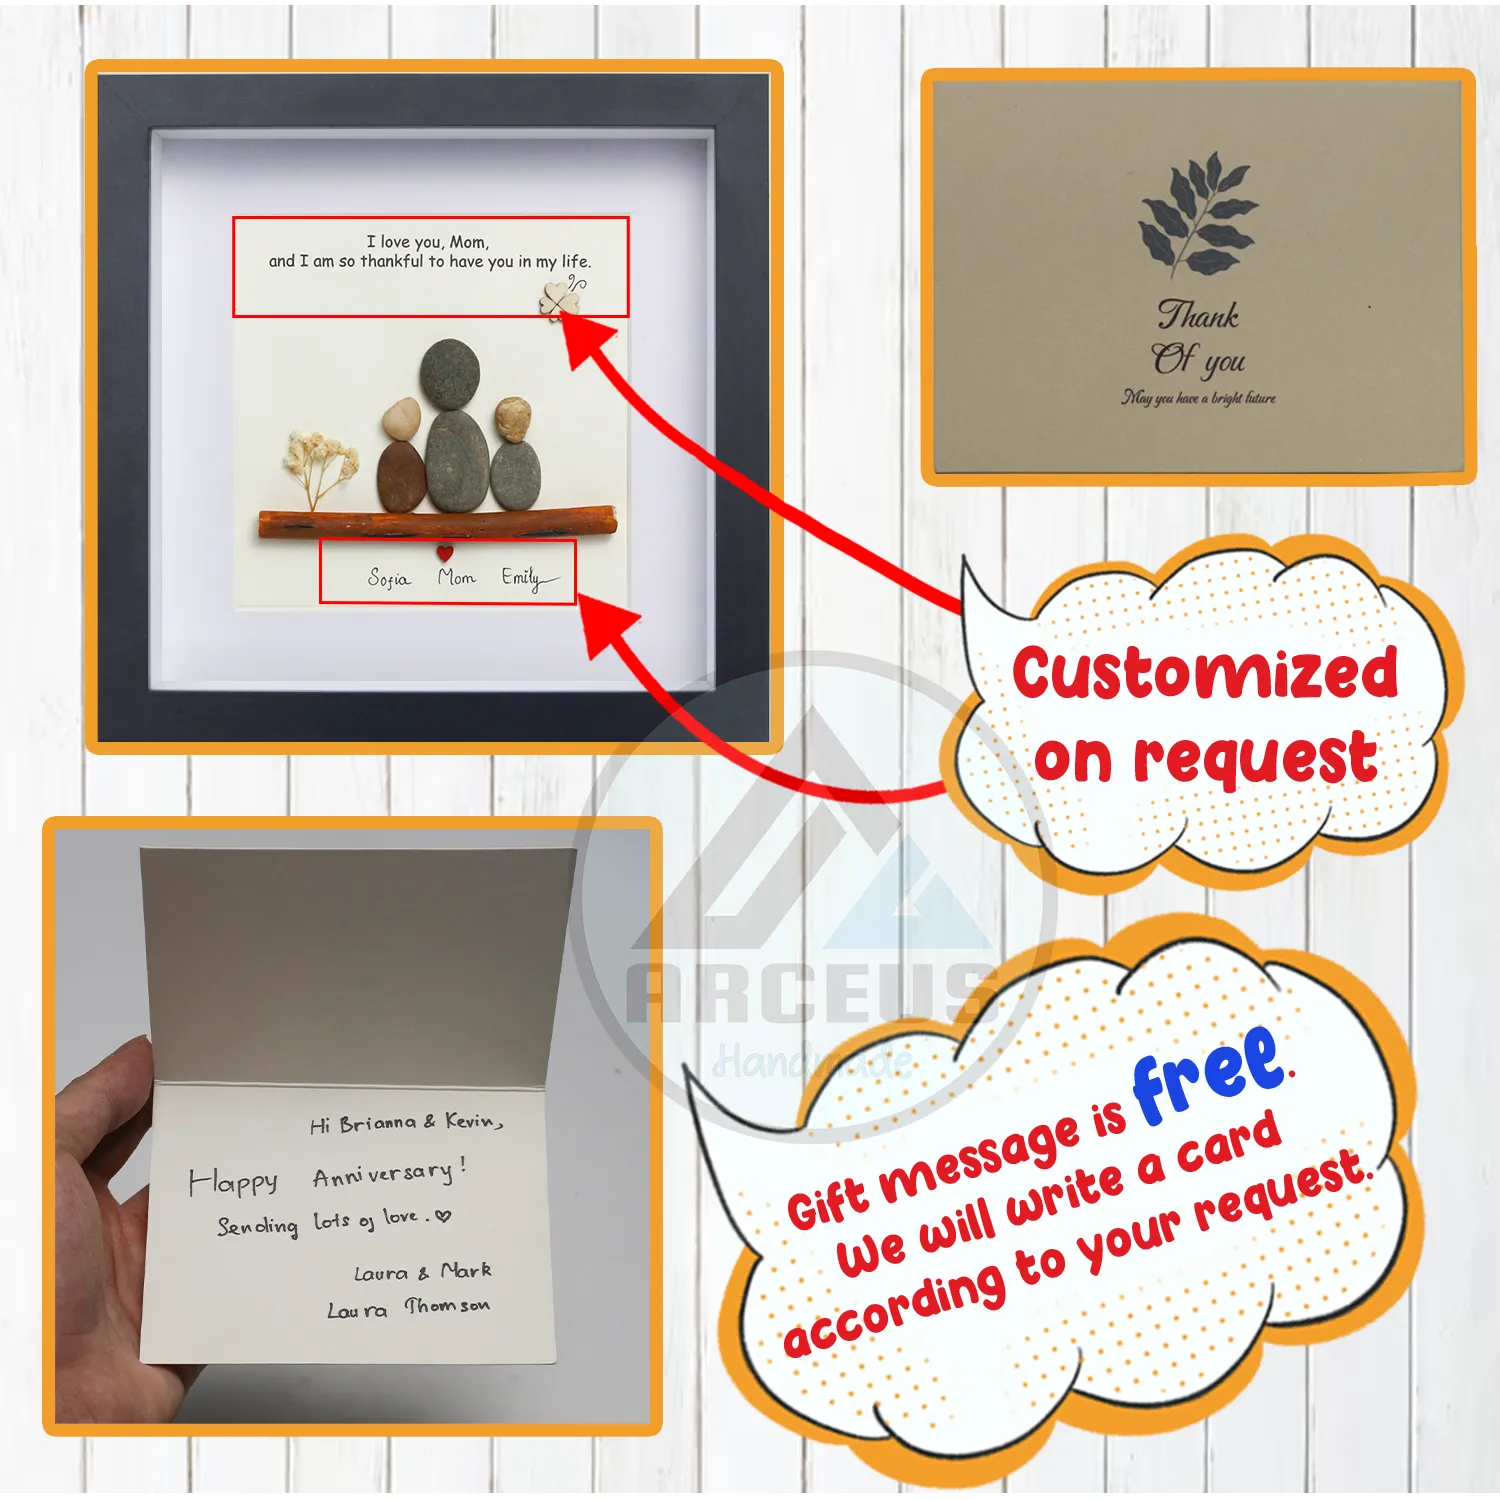 I love you, Mom,
and I am so thankful to have you in my life.
Sofia Mom Emily
Thank
Of you
May you have a bright future
Customized
on request
ARCEUS
Handmade
Hi Brianna & Kevin,
Happy Anniversary!
Sending lots of love. ♡
Laura & Mark
Laura Thomson
Gift message is free.
We will write a card
according to your request.